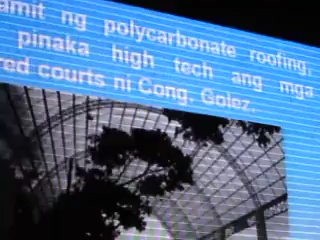 amit ng polycarbonate roofing.
pinaka high tech ang mga
red courts ni Cong. Golez.